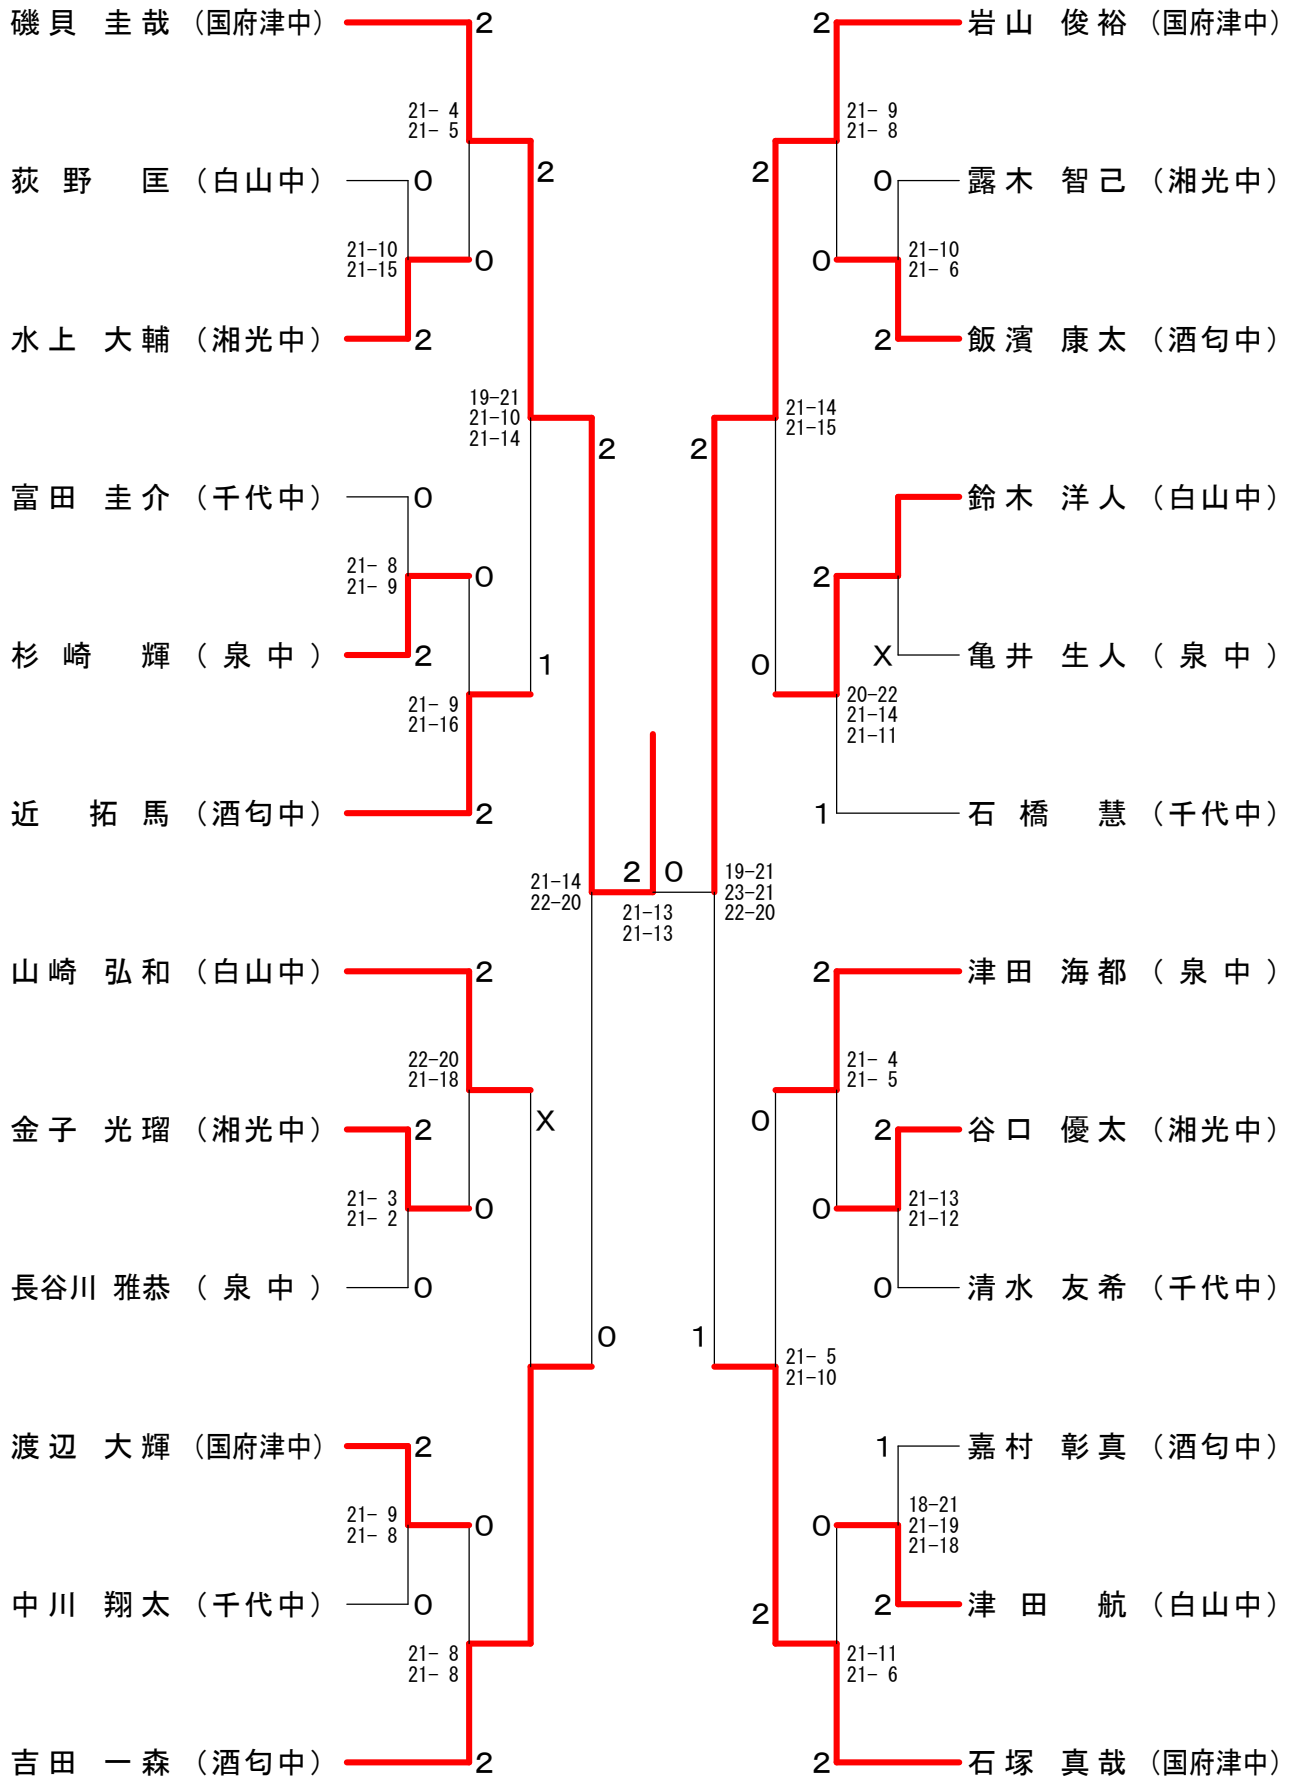 磯貝 圭哉 (国府津中) 2 2 岩山 俊裕 (国府津中)
21- 4 21- 9
21- 5 21- 8
2 2
荻野 匡 (白山中) 0 0 露木 智己 (湘光中)
21-10 0 0 21-10
21-15 21- 6
水上 大輔 (湘光中) 2 2 飯濱 康太 (酒匂中)
19-21 21-14
21-10 21-15
21-14
2 2
富田 圭介 (千代中) 0 鈴木 洋人 (白山中)
21- 8 0 2
21- 9
杉崎 輝 (泉中) 2 1 0 X 亀井 生人 (泉中)
21- 9 20-22
21-16 21-14
21-11
近 拓馬 (酒匂中) 2 1 石橋 慧 (千代中)
21-14 2 0 19-21
22-20 21-13 23-21
21-13 22-20
山崎 弘和 (白山中) 2 2 津田 海都 (泉中)
22-20 21- 4
21-18 21- 5
X 0
金子 光瑠 (湘光中) 2 2 谷口 優太 (湘光中)
21- 3 0 0 21-13
21- 2 21-12
長谷川 雅恭 (泉中) 0 0 清水 友希 (千代中)
0 1
21- 5
21-10
渡辺 大輝 (国府津中) 2 1 嘉村 彰真 (酒匂中)
21- 9 0 0 18-21
21- 8 21-19
21-18
中川 翔太 (千代中) 0 2 2 津田 航 (白山中)
21- 8 21-11
21- 8 21- 6
吉田 一森 (酒匂中) 2 2 石塚 真哉 (国府津中)